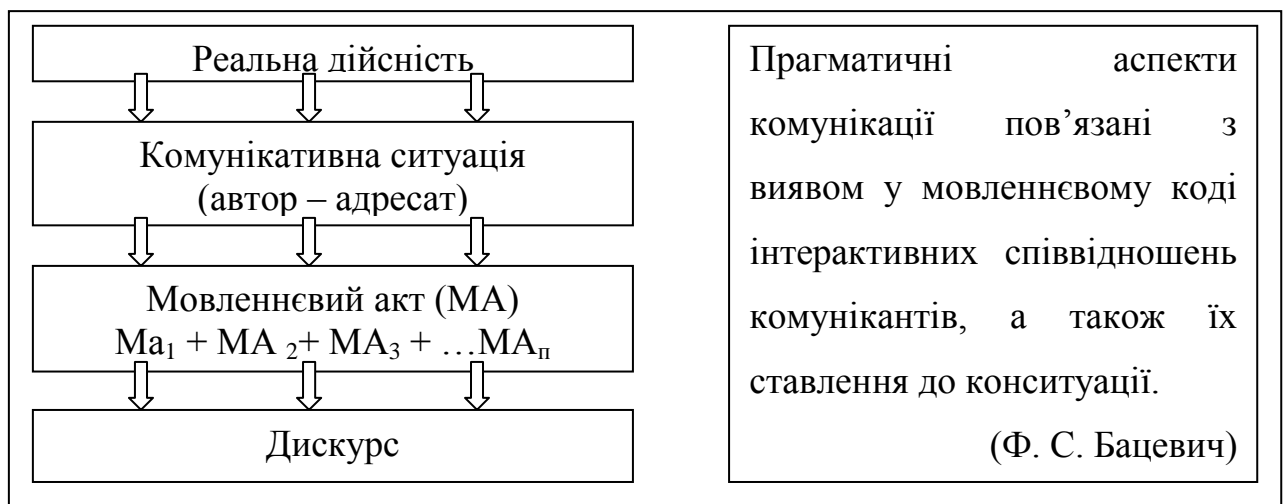 Реальна дійсність
Комунікативна ситуація
(автор – адресат)
Мовленнєвий акт (МА)
Ма₁ + МА ₂+ МА₃ + …МАₙ
Дискурс
Прагматичні аспекти
комунікації пов’язані з
виявом у мовленнєвому коді
інтерактивних співвідношень
комунікантів, а також їх
ставлення до конситуації.
(Ф. С. Бацевич)